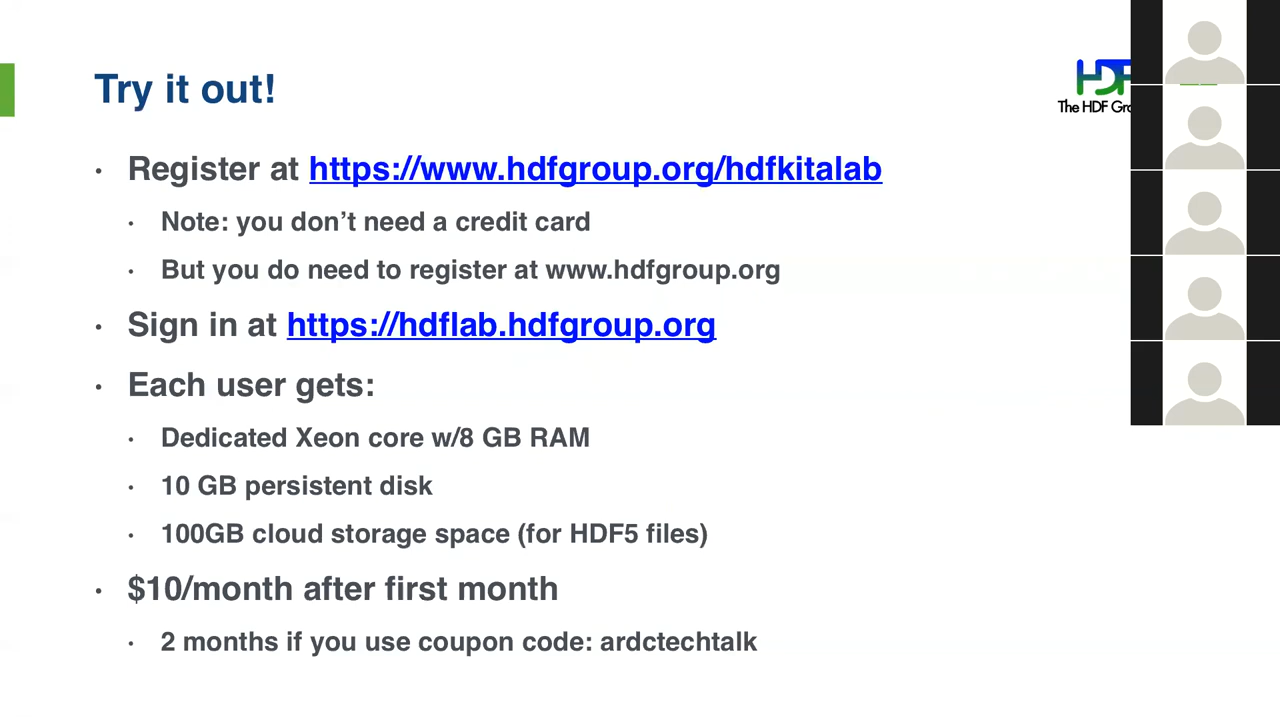 Try it out!
The HDF
Register at https://www.hdfgroup.org/hdfkitalab
Note: you don’t need a credit card
But you do need to register at www.hdfgroup.org
Sign in at https://hdflab.hdfgroup.org
Each user gets:
Dedicated Xeon core w/8 GB RAM
10 GB persistent disk
100GB cloud storage space (for HDF5 files)
$10/month after first month
2 months if you use coupon code: ardctechtalk